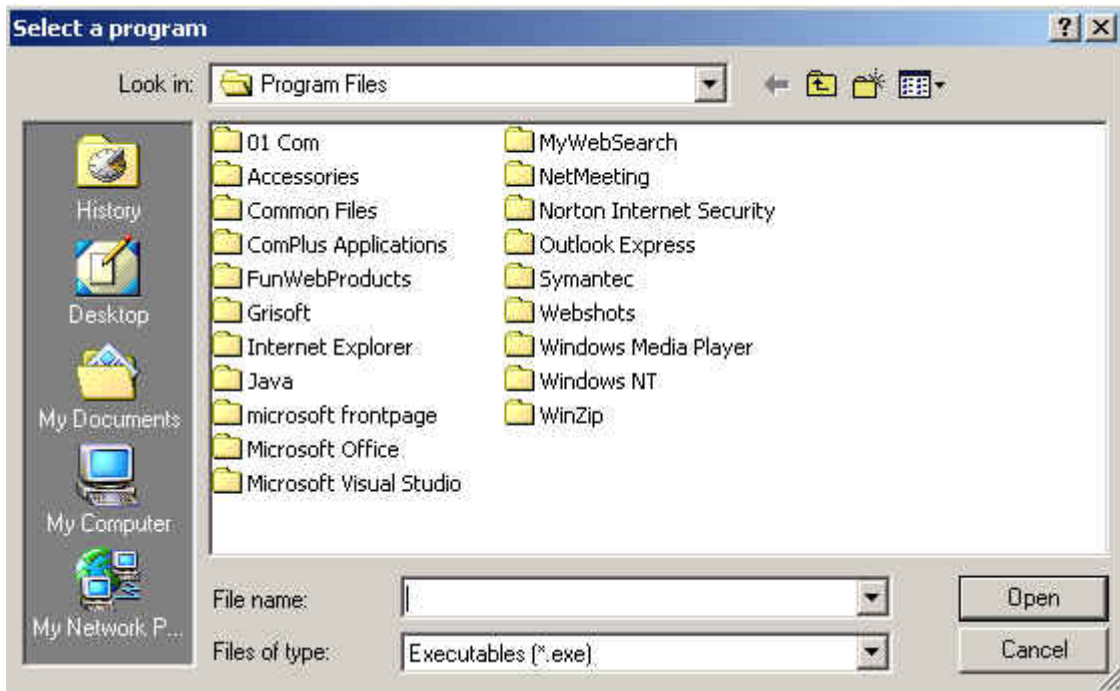 Select a program
Look in: Program Files
History
Desktop
My Documents
My Computer
My Network P...
01 Com
Accessories
Common Files
ComPlus Applications
FunWebProducts
Grisoft
Internet Explorer
Java
microsoft frontpage
Microsoft Office
Microsoft Visual Studio
MyWebSearch
NetMeeting
Norton Internet Security
Outlook Express
Symantec
Webshots
Windows Media Player
Windows NT
WinZip
File name:
Open
Files of type: Executables (*.exe)
Cancel